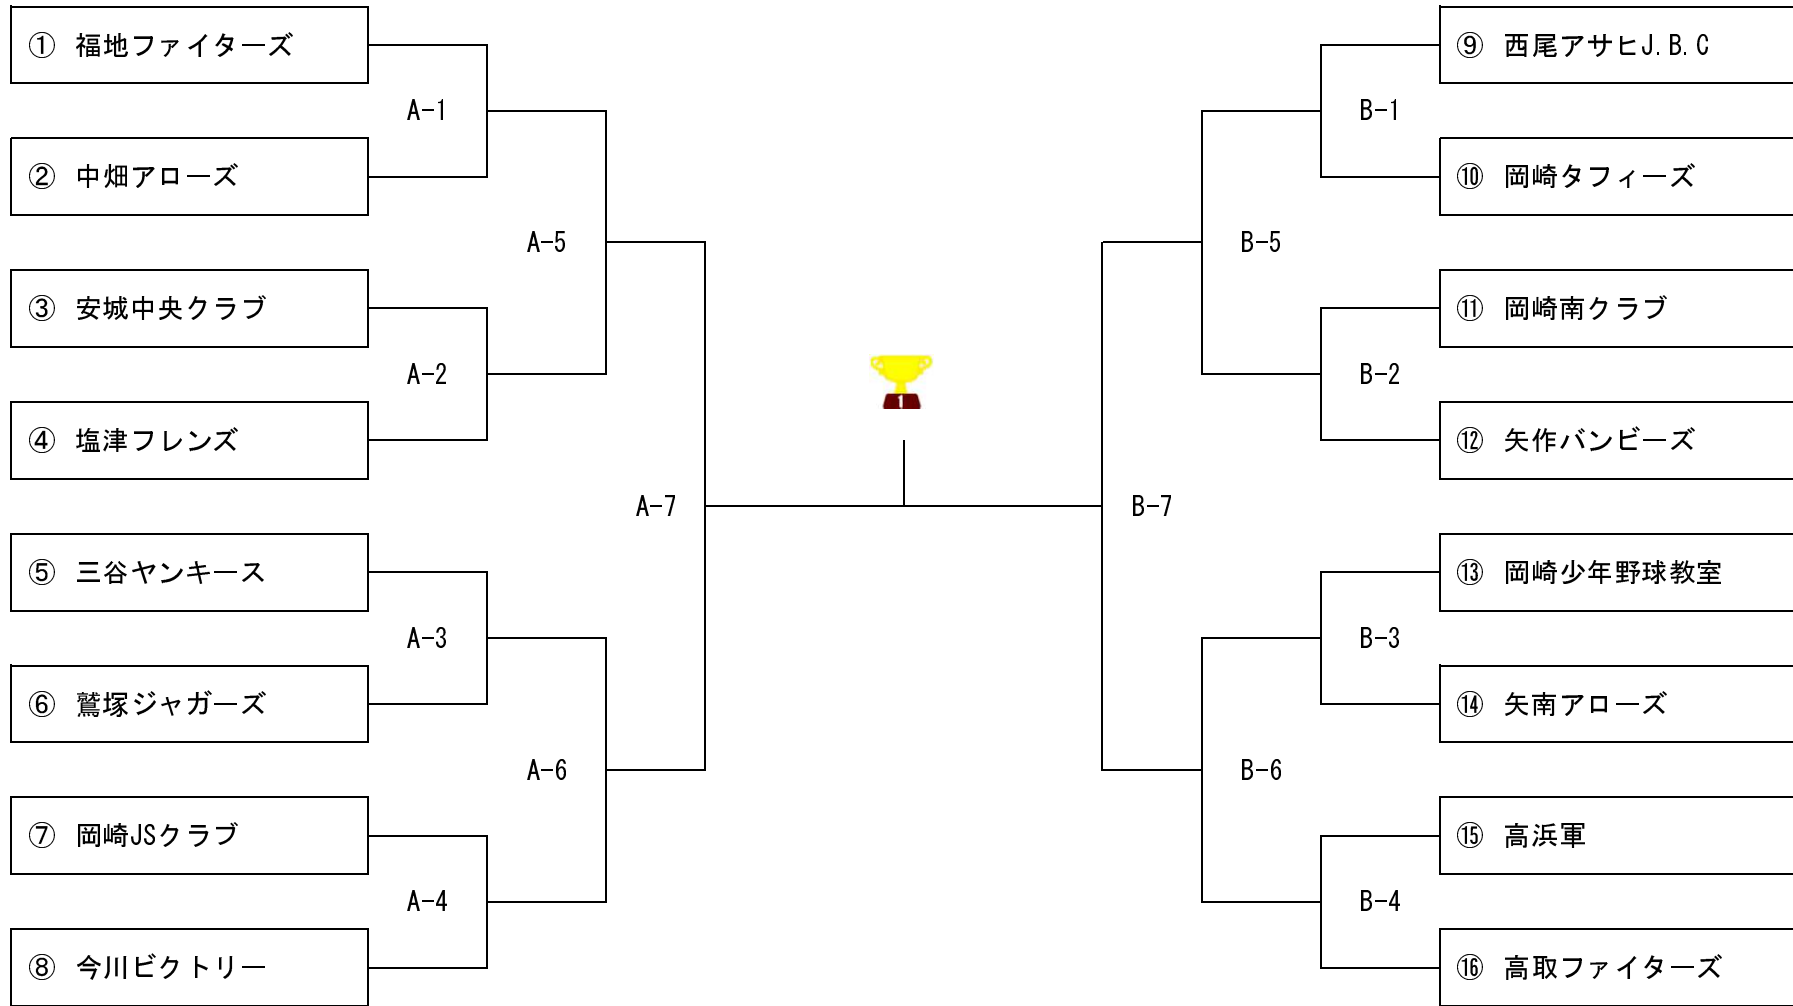 ① 福地ファイターズ
A-1
② 中畑アローズ
A-5
③ 安城中央クラブ
A-2
④ 塩津フレンズ
A-7
⑤ 三谷ヤンキース
A-3
⑥ 鷲塚ジャガーズ
A-6
⑦ 岡崎JSクラブ
A-4
⑧ 今川ビクトリー
1
⑨ 西尾アサヒJ.B.C
B-1
⑩ 岡崎タフィーズ
B-5
⑪ 岡崎南クラブ
B-2
⑫ 矢作バンビーズ
B-7
⑬ 岡崎少年野球教室
B-3
⑭ 矢南アローズ
B-6
⑮ 高浜軍
B-4
⑯ 高取ファイターズ